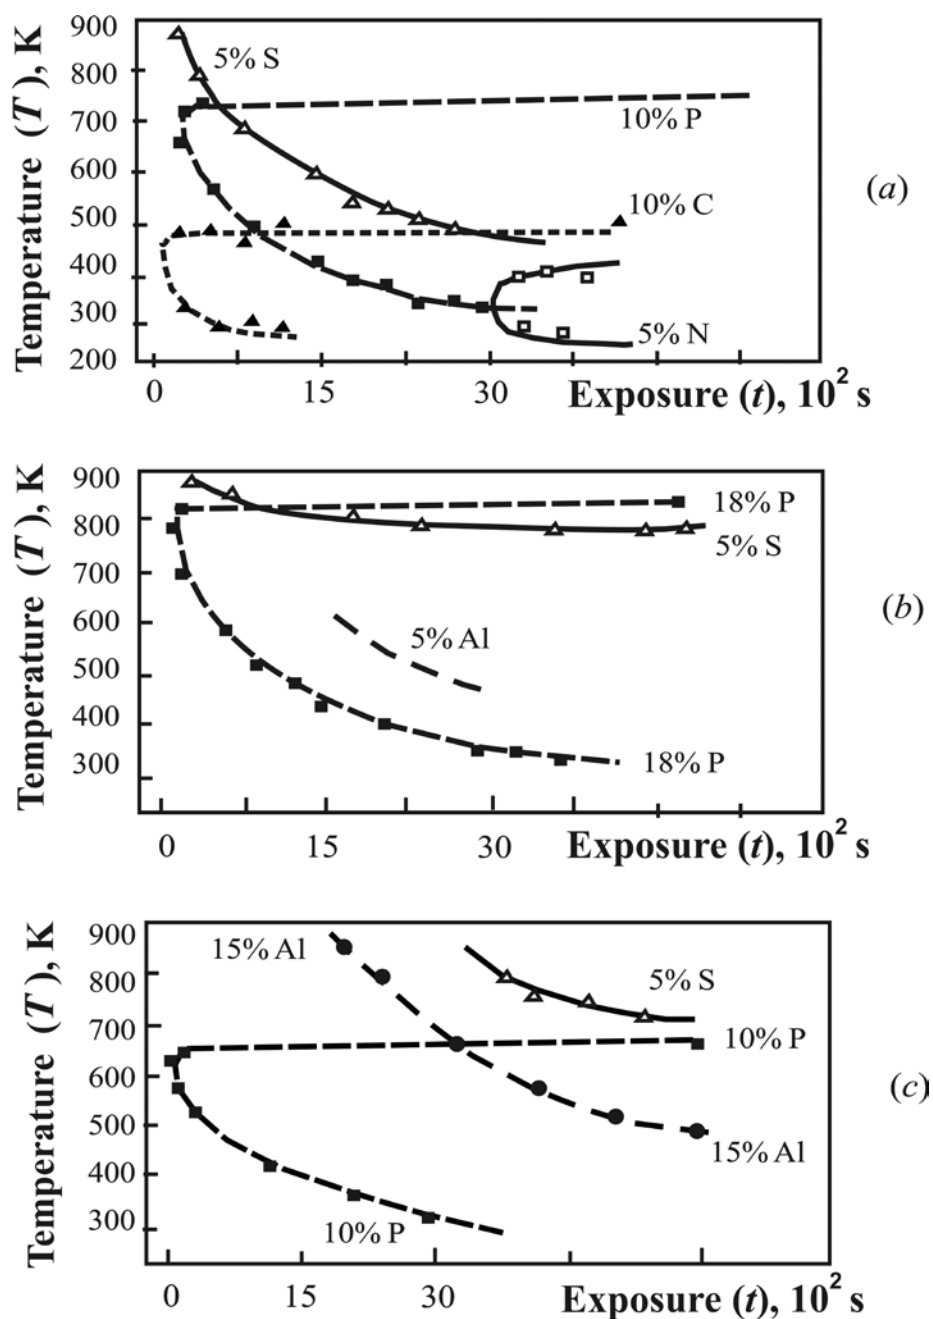 Temperature (T), K
900
800
700
600
500
400
300
200
5% S
10% P
10% C
5% N
(a)
0 15 30 Exposure (t), 10² s
Temperature (T), K
900
800
700
600
500
400
300
18% P
5% S
5% Al
18% P
(b)
0 15 30 Exposure (t), 10² s
Temperature (T), K
900
800
700
600
500
400
300
15% Al
5% S
10% P
15% Al
10% P
(c)
0 15 30 Exposure (t), 10² s